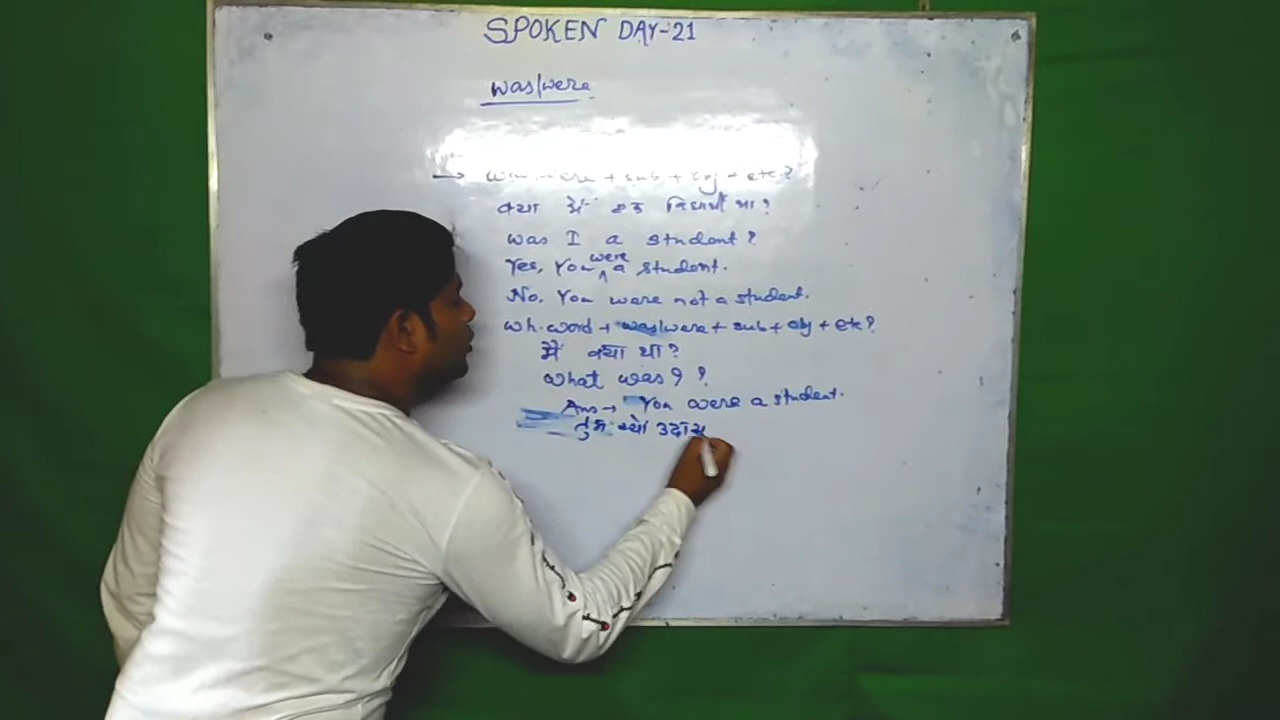 SPOKEN DAY-21
was/were
→ was/were + sub + obj + etc?
क्या मैं एक विद्यार्थी था?
was I a student?
Yes, You were a student.
No, You were not a student.
wh.word + was/were + sub + obj + etc?
मैं क्या था?
what was I ?
Ans→ You were a student.
तुम क्यों उदास